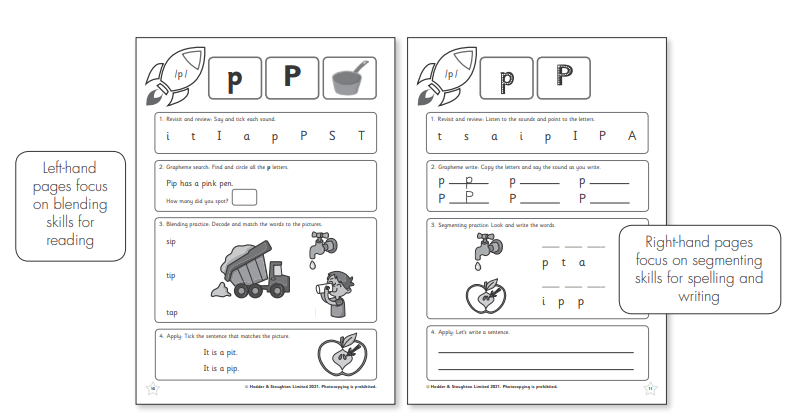 Left-hand
pages focus
on blending
skills for
reading
/p/
p
P
1. Revisit and review: Say and tick each sound.
i t I a p P S T
2. Grapheme search: Find and circle all the p letters.
Pip has a pink pen.
How many did you spot?
3. Blending practice: Decode and match the words to the pictures.
sip
tip
tap
4. Apply: Tick the sentence that matches the picture.
It is a pit.
It is a pip.
10
© Hodder & Stoughton Limited 2021. Photocopying is prohibited.
/p/
p
P
1. Revisit and review: Listen to the sounds and point to the letters.
t s a i p I P A
2. Grapheme write: Copy the letters and say the sound as you write.
p p p p
P P P P
3. Segmenting practice: Look and write the words.
p t a
i p p
4. Apply: Let's write a sentence.
© Hodder & Stoughton Limited 2021. Photocopying is prohibited.
11
Right-hand pages
focus on segmenting
skills for spelling and
writing